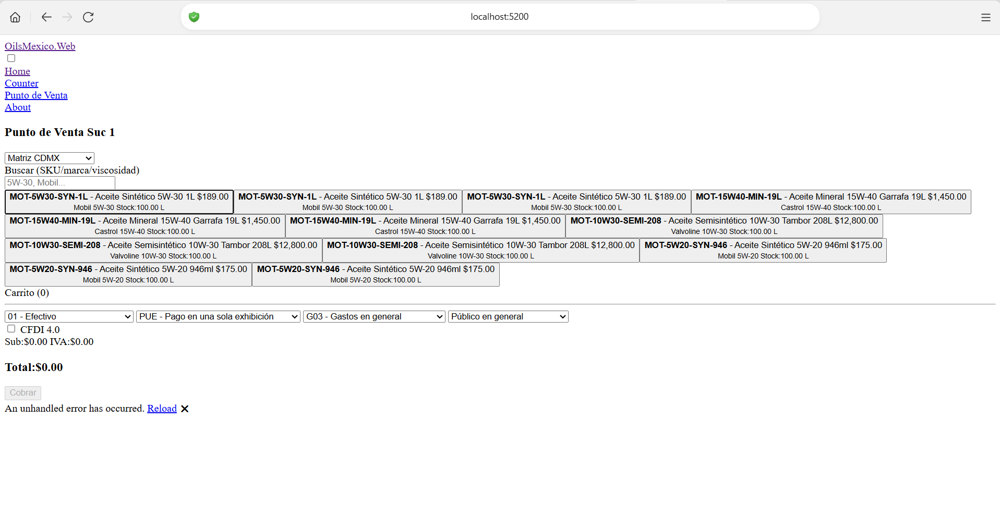 localhost:5200
OilsMexico.Web
Home
Counter
Punto de Venta
About
Punto de Venta Suc 1
Matriz CDMX
Buscar (SKU/marca/viscosidad)
5W-30, Mobil...
MOT-5W30-SYN-1L - Aceite Sintético 5W-30 1L $189.00
Mobil 5W-30 Stock:100.00 L
MOT-5W30-SYN-1L - Aceite Sintético 5W-30 1L $189.00
Mobil 5W-30 Stock:100.00 L
MOT-5W30-SYN-1L - Aceite Sintético 5W-30 1L $189.00
Mobil 5W-30 Stock:100.00 L
MOT-15W40-MIN-19L - Aceite Mineral 15W-40 Garrafa 19L $1,450.00
Castrol 15W-40 Stock:100.00 L
MOT-15W40-MIN-19L - Aceite Mineral 15W-40 Garrafa 19L $1,450.00
Castrol 15W-40 Stock:100.00 L
MOT-15W40-MIN-19L - Aceite Mineral 15W-40 Garrafa 19L $1,450.00
Castrol 15W-40 Stock:100.00 L
MOT-10W30-SEMI-208 - Aceite Semisintético 10W-30 Tambor 208L $12,800.00
Valvoline 10W-30 Stock:100.00 L
MOT-10W30-SEMI-208 - Aceite Semisintético 10W-30 Tambor 208L $12,800.00
Valvoline 10W-30 Stock:100.00 L
MOT-10W30-SEMI-208 - Aceite Semisintético 10W-30 Tambor 208L $12,800.00
Valvoline 10W-30 Stock:100.00 L
MOT-5W20-SYN-946 - Aceite Sintético 5W-20 946ml $175.00
Mobil 5W-20 Stock:100.00 L
MOT-5W20-SYN-946 - Aceite Sintético 5W-20 946ml $175.00
Mobil 5W-20 Stock:100.00 L
MOT-5W20-SYN-946 - Aceite Sintético 5W-20 946ml $175.00
Mobil 5W-20 Stock:100.00 L
Carrito (0)
01 - Efectivo
PUE - Pago en una sola exhibición
G03 - Gastos en general
Público en general
CFDI 4.0
Sub:$0.00 IVA:$0.00
Total:$0.00
Cobrar
An unhandled error has occurred. Reload